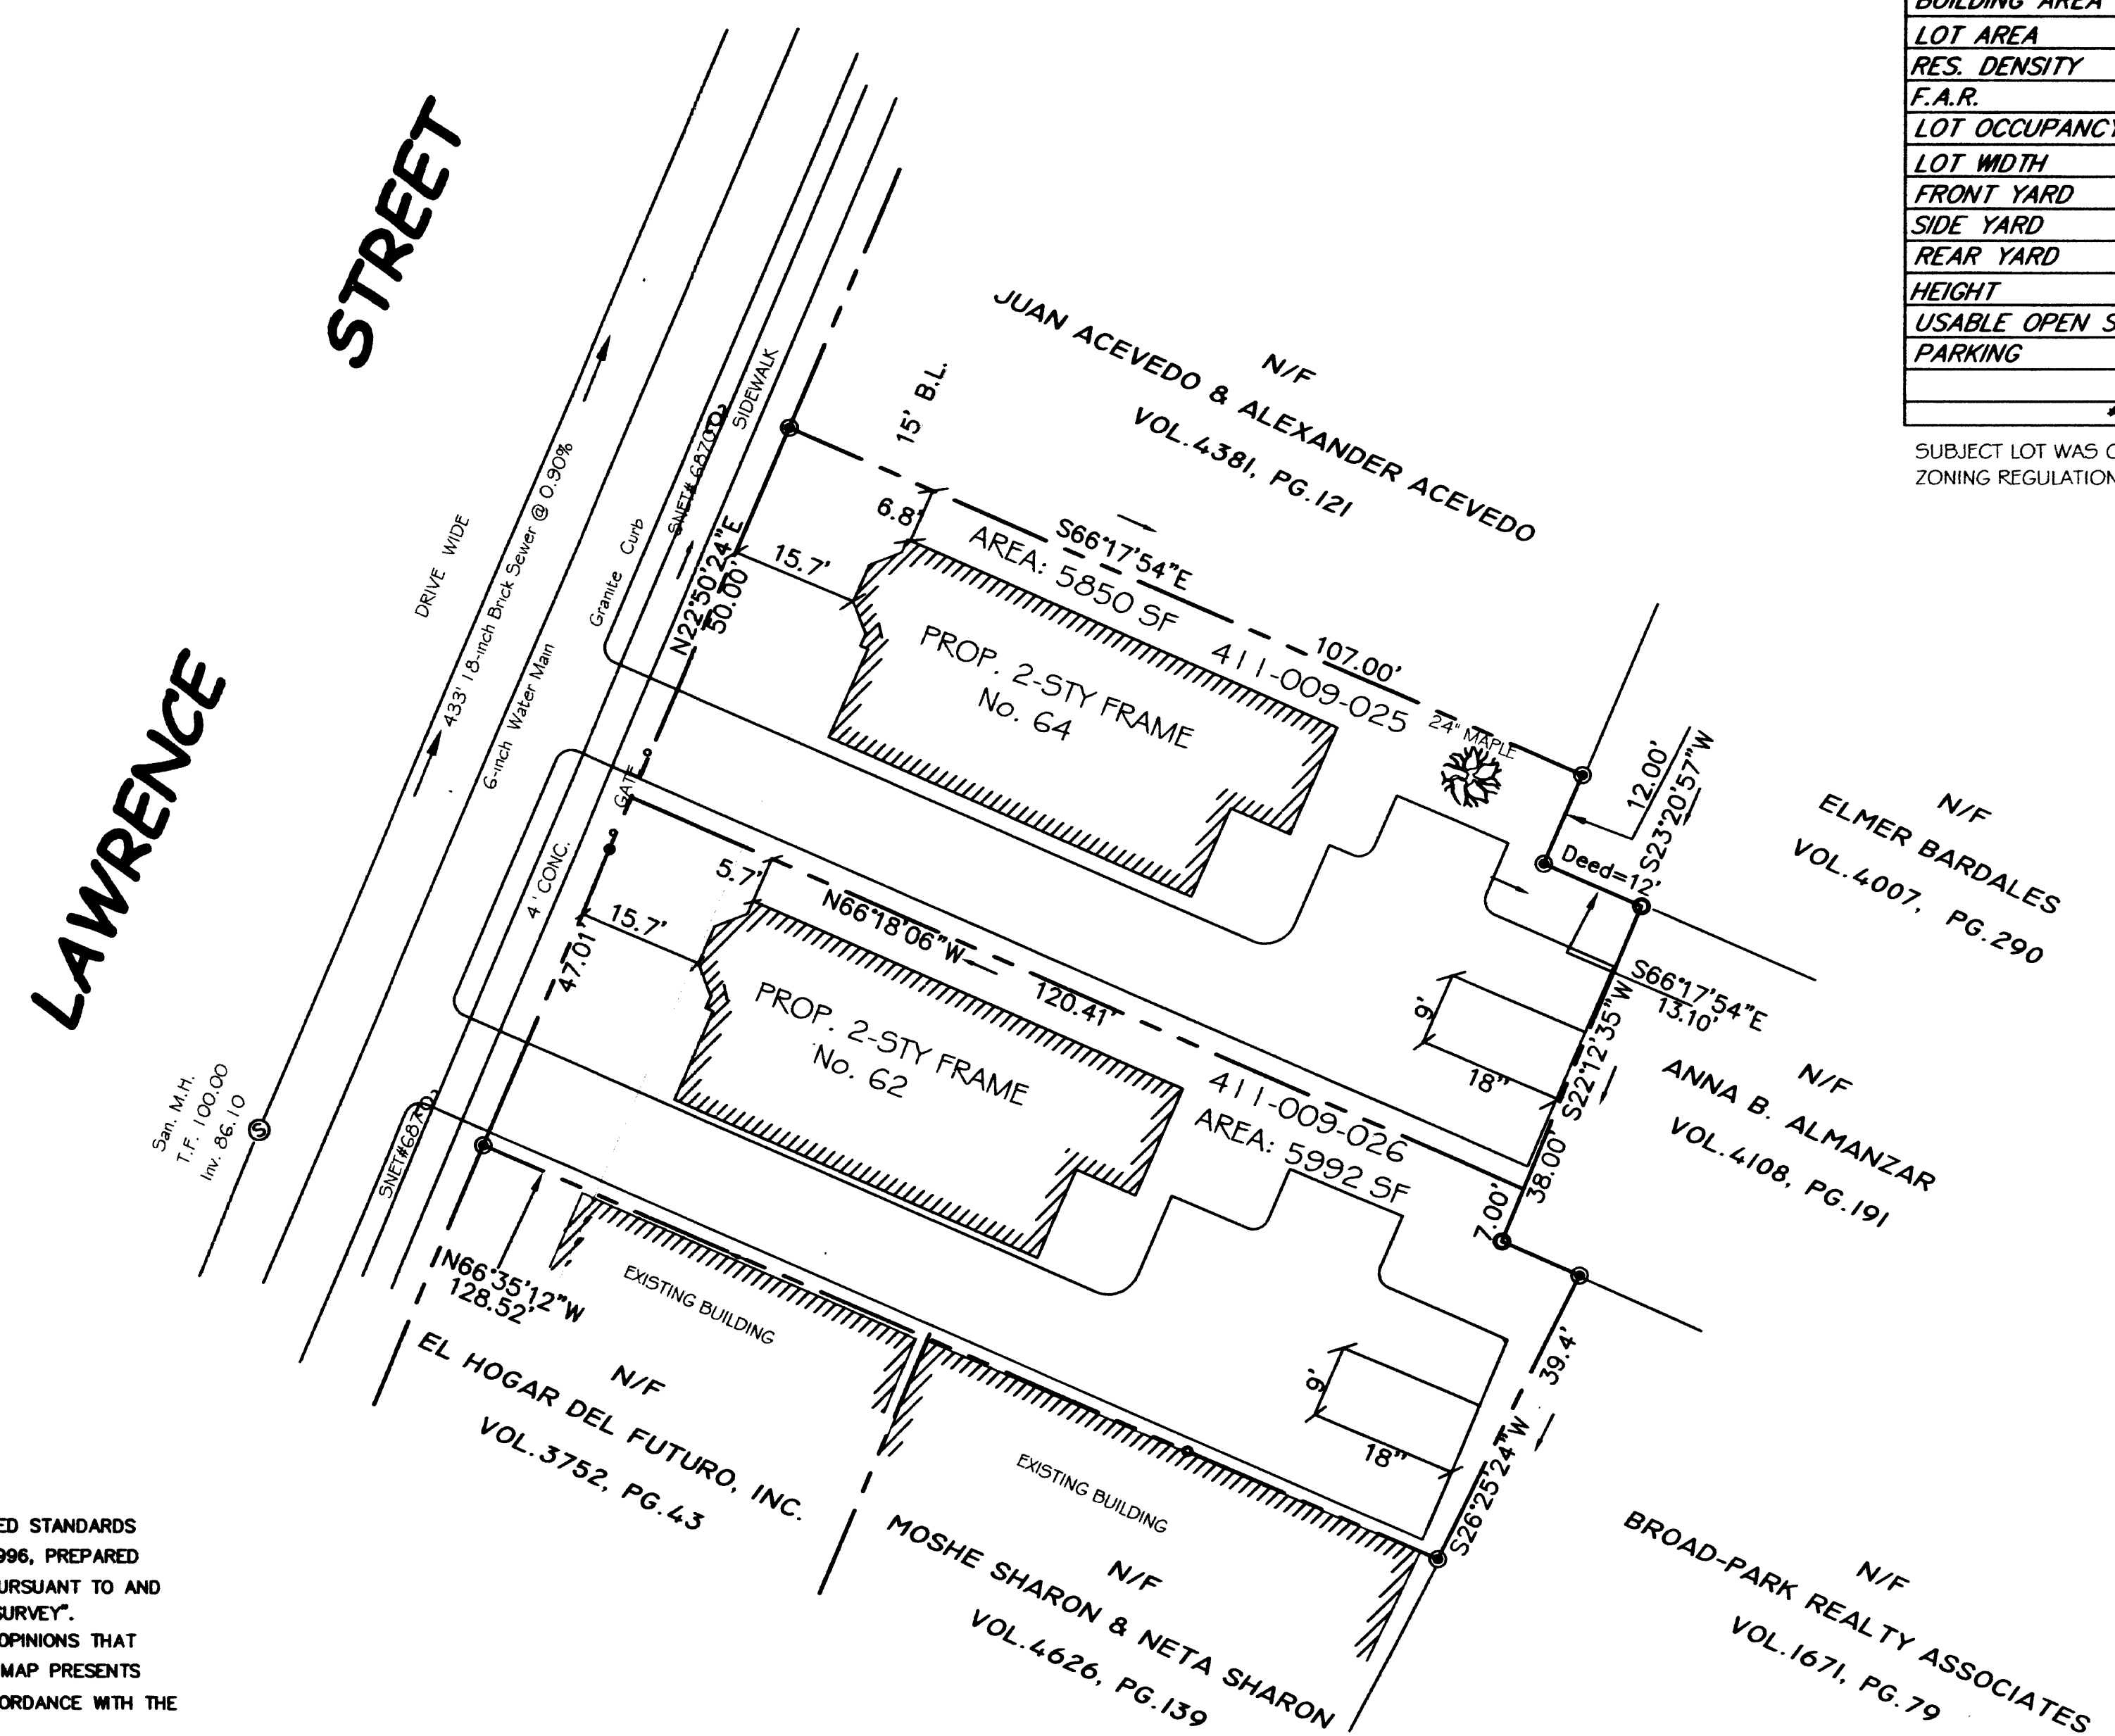 BUILDING AREA
LOT AREA
RES. DENSITY
F.A.R.
LOT OCCUPANCY
LOT WIDTH
FRONT YARD
SIDE YARD
REAR YARD
HEIGHT
USABLE OPEN S
PARKING
SUBJECT LOT WAS
ZONING REGULATION
LAWRENCE STREET
DRIVE WIDE
433' 18-inch Brick Sewer @ 0.90%
6-inch Water Main
Granite Curb
SNET# 6870
SIDEWALK
15' B.L.
N/F
JUAN ACEVEDO & ALEXANDER ACEVEDO
VOL.4381, PG.121
N22°50'24"E
50.00'
6.8'
15.7'
S66°17'54"E
107.00'
AREA: 5850 SF
411-009-025
PROP. 2-STY FRAME
No. 64
24" MAPLE
12.00'
S23°20'57"W
Deed=12'
N/F
ELMER BARDALES
VOL.4007, PG.290
S66°17'54"E
13.10'
9'
18"
S22°12'35"W
38.00'
7.00'
N/F
ANNA B. ALMANZAR
VOL.4108, PG.191
GATE
4' CONC.
5.7'
15.7'
47.01'
N66°18'06"W
120.41'
PROP. 2-STY FRAME
No. 62
411-009-026
AREA: 5992 SF
San. M.H.
T.F. 100.00
Inv. 86.10
S
SNET#6870
N66°35'12"W
128.52'
EXISTING BUILDING
N/F
EL HOGAR DEL FUTURO, INC.
VOL.3752, PG.43
EXISTING BUILDING
N/F
MOSHE SHARON & NETA SHARON
VOL.4626, PG.139
9'
18"
39.4'
S26°25'24"W
N/F
BROAD-PARK REALTY ASSOCIATES
VOL.1671, PG.79
ED STANDARDS
996, PREPARED
URSUANT TO AND
SURVEY".
OPINIONS THAT
MAP PRESENTS
ORDANCE WITH THE